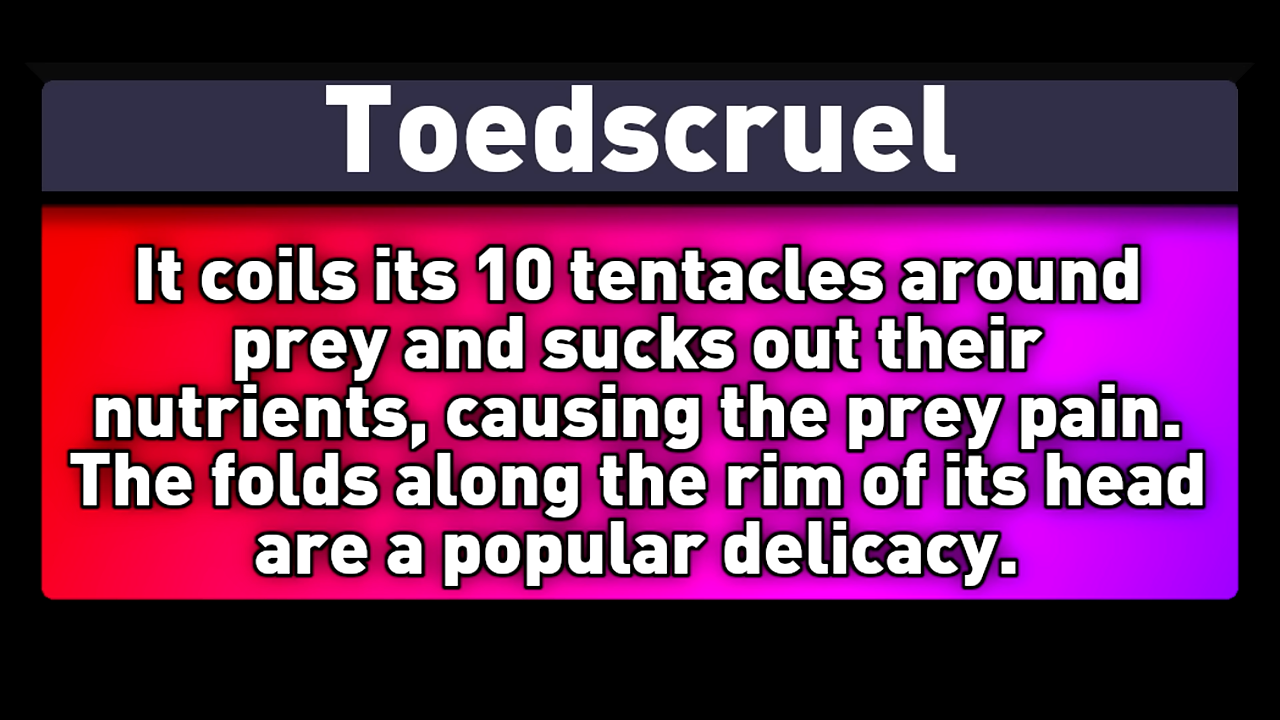 Toedscruel
It coils its 10 tentacles around
prey and sucks out their
nutrients, causing the prey pain.
The folds along the rim of its head
are a popular delicacy.